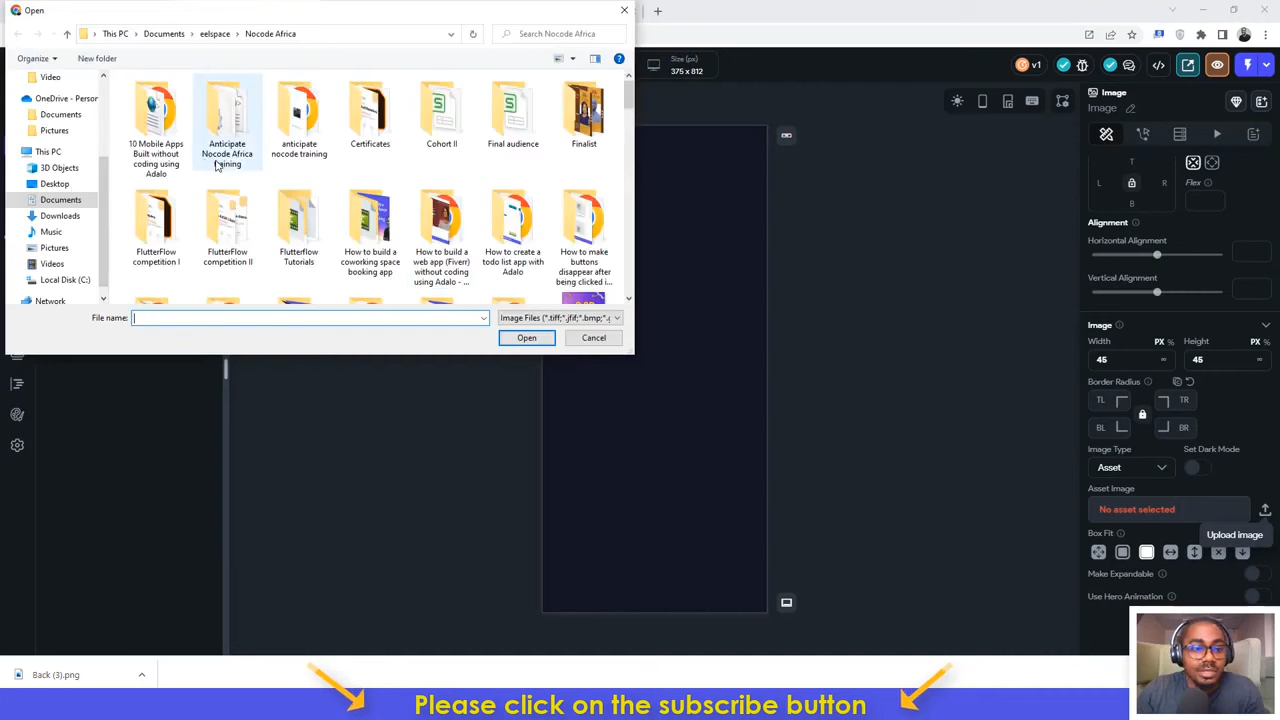 Open
This PC
Documents
eelspace
Nocode Africa
Search Nocode Africa
Organize
New folder
Video
OneDrive - Person
Documents
Pictures
This PC
3D Objects
Desktop
Documents
Downloads
Music
Pictures
Videos
Local Disk (C:)
Network
10 Mobile Apps
Built without
coding using
Adalo
Anticipate
Nocode Africa
training
anticipate
nocode training
Certificates
Cohort II
Final audience
Finalist
FlutterFlow
competition I
FlutterFlow
competition II
Flutterflow
Tutorials
How to build a
coworking space
booking app
How to build a
web app (Fiverr)
without coding
using Adalo - ...
How to create a
todo list app with
Adalo
How to make
buttons
disappear after
being clicked i...
File name:
Image Files (*.tiff;*.jfif;*.bmp;*.g
Open
Cancel
Size (px)
375 x 812
v1
Image
Image
T
L
R
B
Flex
Alignment
Horizontal Alignment
Vertical Alignment
Image
Width
PX
%
Height
PX
%
45
∞
45
∞
Border Radius
TL
TR
BL
BR
Image Type
Set Dark Mode
Asset
Asset Image
No asset selected
Upload image
Box Fit
Make Expandable
Use Hero Animation
Back (3).png
Please click on the subscribe button